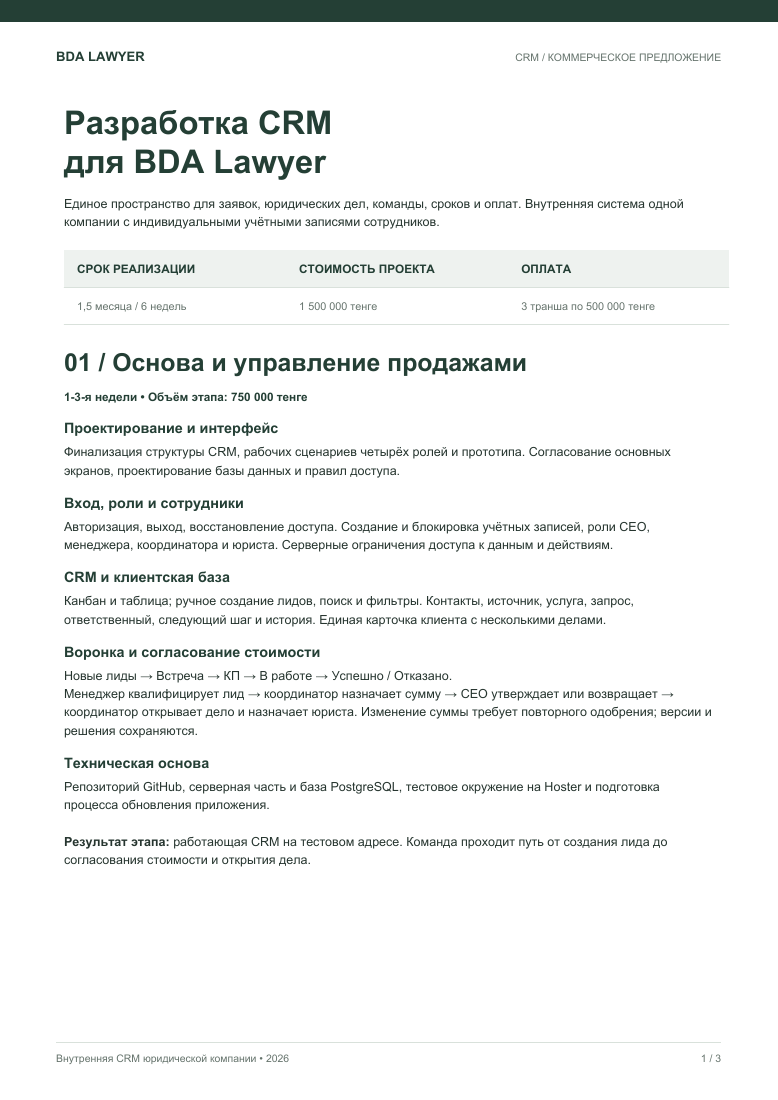 BDA LAWYER
CRM / КОММЕРЧЕСКОЕ ПРЕДЛОЖЕНИЕ
Разработка CRM
для BDA Lawyer
Единое пространство для заявок, юридических дел, команды, сроков и оплат. Внутренняя система одной
компании с индивидуальными учётными записями сотрудников.
СРОК РЕАЛИЗАЦИИ СТОИМОСТЬ ПРОЕКТА ОПЛАТА
1,5 месяца / 6 недель 1 500 000 тенге 3 транша по 500 000 тенге
01 / Основа и управление продажами
1-3-я недели • Объём этапа: 750 000 тенге
Проектирование и интерфейс
Финализация структуры CRM, рабочих сценариев четырёх ролей и прототипа. Согласование основных
экранов, проектирование базы данных и правил доступа.
Вход, роли и сотрудники
Авторизация, выход, восстановление доступа. Создание и блокировка учётных записей, роли CEO,
менеджера, координатора и юриста. Серверные ограничения доступа к данным и действиям.
CRM и клиентская база
Канбан и таблица; ручное создание лидов, поиск и фильтры. Контакты, источник, услуга, запрос,
ответственный, следующий шаг и история. Единая карточка клиента с несколькими делами.
Воронка и согласование стоимости
Новые лиды → Встреча → КП → В работе → Успешно / Отказано.
Менеджер квалифицирует лид → координатор назначает сумму → CEO утверждает или возвращает →
координатор открывает дело и назначает юриста. Изменение суммы требует повторного одобрения; версии и
решения сохраняются.
Техническая основа
Репозиторий GitHub, серверная часть и база PostgreSQL, тестовое окружение на Hoster и подготовка
процесса обновления приложения.
Результат этапа: работающая CRM на тестовом адресе. Команда проходит путь от создания лида до
согласования стоимости и открытия дела.
Внутренняя CRM юридической компании • 2026
1 / 3